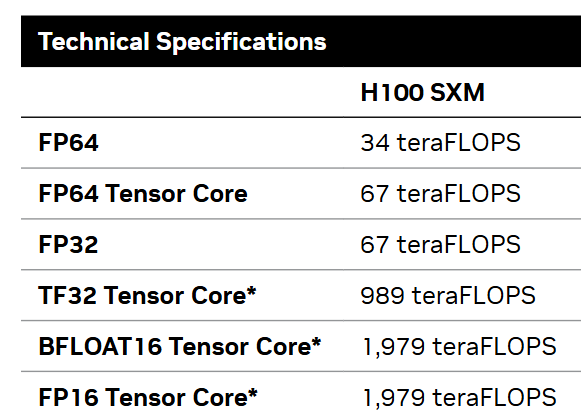 Technical Specifications
H100 SXM
FP64 34 teraFLOPS
FP64 Tensor Core 67 teraFLOPS
FP32 67 teraFLOPS
TF32 Tensor Core* 989 teraFLOPS
BFLOAT16 Tensor Core* 1,979 teraFLOPS
FP16 Tensor Core* 1,979 teraFLOPS